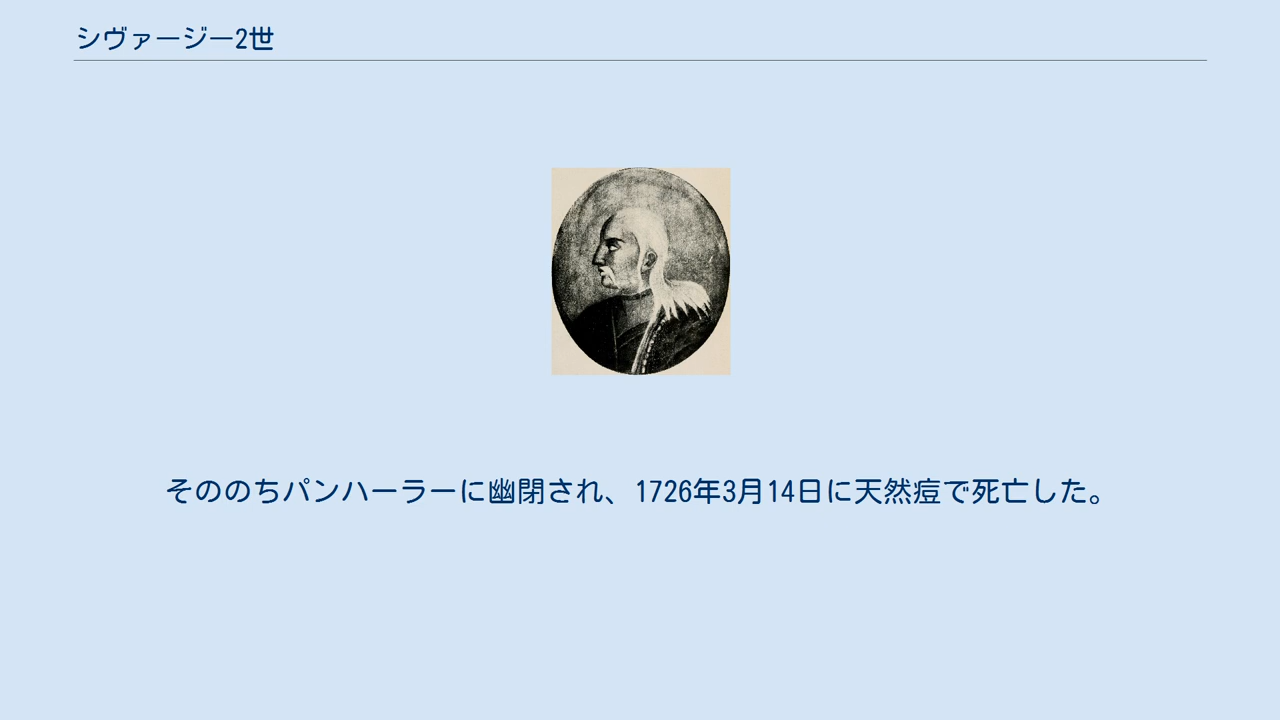 シヴァージー2世
そののちパンハーラーに幽閉され、1726年3月14日に天然痘で死亡した。